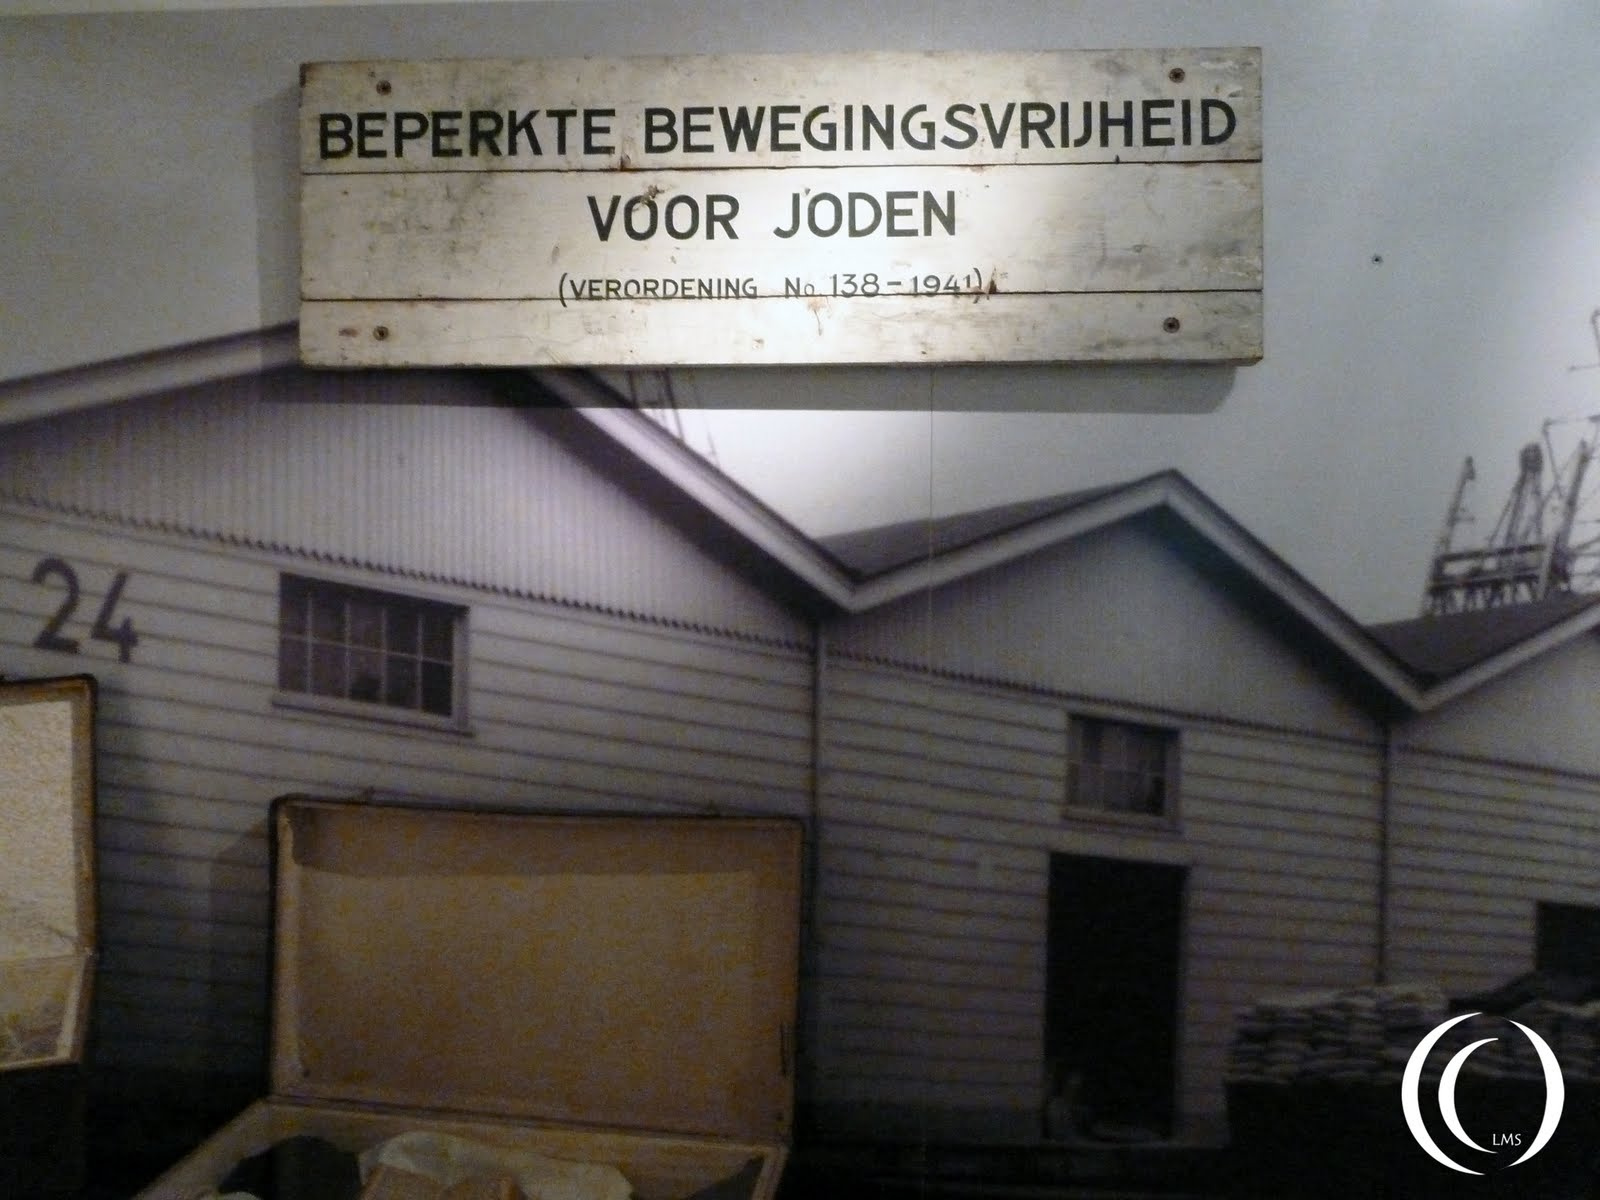 BEPERKTE BEWEGINGSVRIJHEID
VOOR JODEN
(VERORDENING No 138-1941)
24
LMS